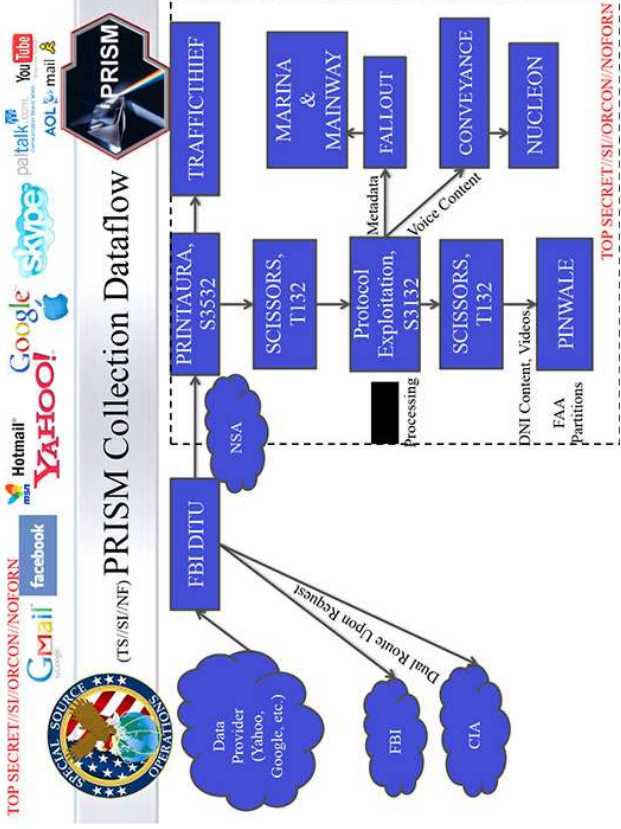 TOP SECRET//SI//ORCON//NOFORN
Gmail
by Google
facebook
msn Hotmail
YAHOO!
Google
skype
paltalk.com
YouTube
AOL mail
SPECIAL SOURCE OPERATIONS
(TS//SI//NF) PRISM Collection Dataflow
PRISM
Data
Provider
(Yahoo,
Google, etc.)
FBI DITU
NSA
PRINTAURA,
S3532
TRAFFICTHIEF
FBI
CIA
Dual Route Upon Request
SCISSORS,
T132
Processing
Protocol
Exploitation,
S3132
Metadata
Voice Content
FALLOUT
MARINA
&
MAINWAY
CONVEYANCE
NUCLEON
SCISSORS,
T132
DNI Content, Videos
FAA
Partitions
PINWALE
TOP SECRET//SI//ORCON//NOFORN